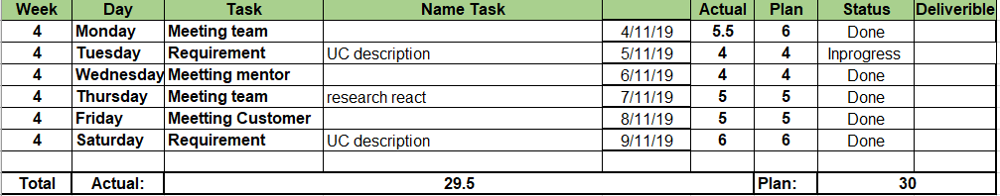 Week Day Task Name Task Actual Plan Status Deliverible
4 Monday Meeting team 4/11/19 5.5 6 Done
4 Tuesday Requirement UC description 5/11/19 4 4 Inprogress
4 Wednesday Meetting mentor 6/11/19 4 4 Done
4 Thursday Meeting team research react 7/11/19 5 5 Done
4 Friday Meetting Customer 8/11/19 5 5 Done
4 Saturday Requirement UC description 9/11/19 6 6 Done
Total Actual: 29.5 Plan: 30